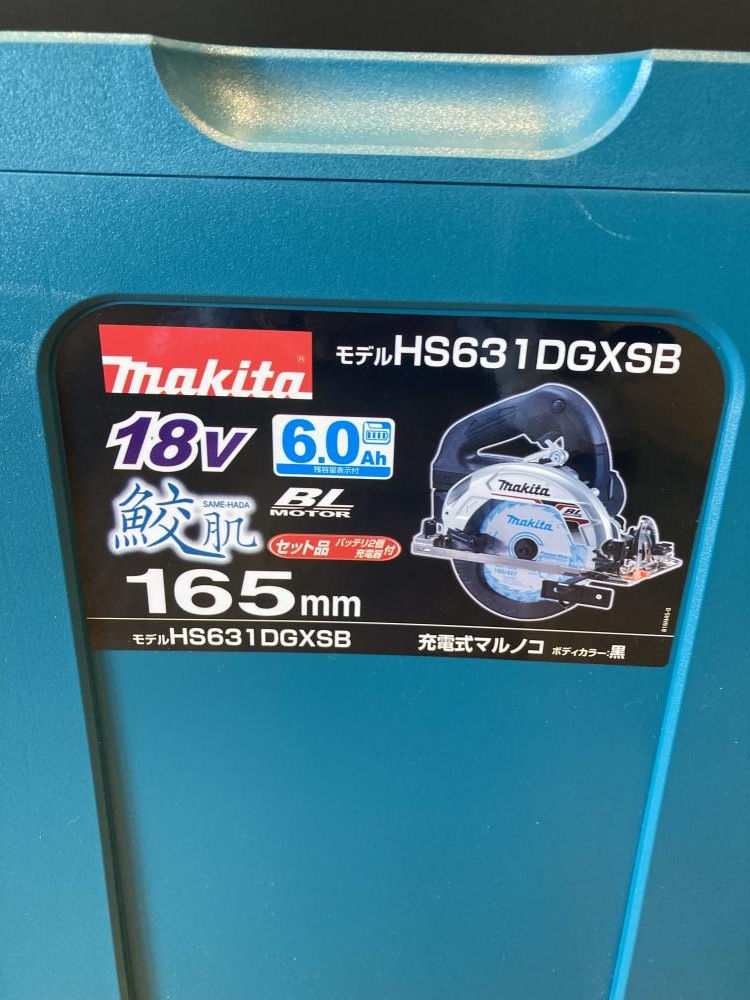 makita®
モデルHS631DGXSB
18V
6.0Ah
残容量表示付
鮫肌
SAME-HADA
BL
MOTOR
セット品 バッテリ2個 充電器 付
165mm
makita
BL
makita
モデルHS631DGXSB
充電式マルノコ ボディカラー:黒